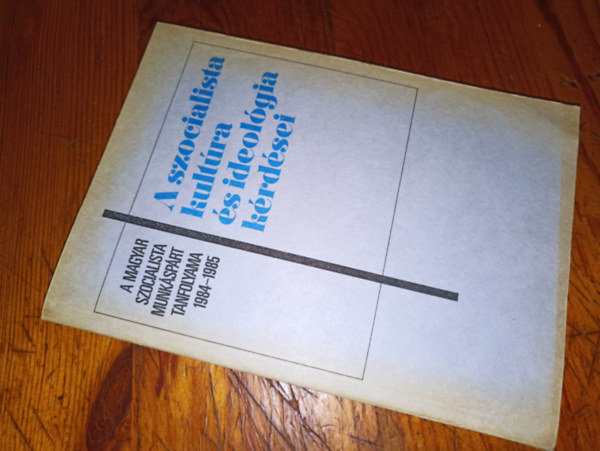 A MAGYAR
SZOCIALISTA
MUNKÁSPÁRT
TANFOLYAMA
1984–1985
A szocialista
kultúra
és ideológia
kérdései